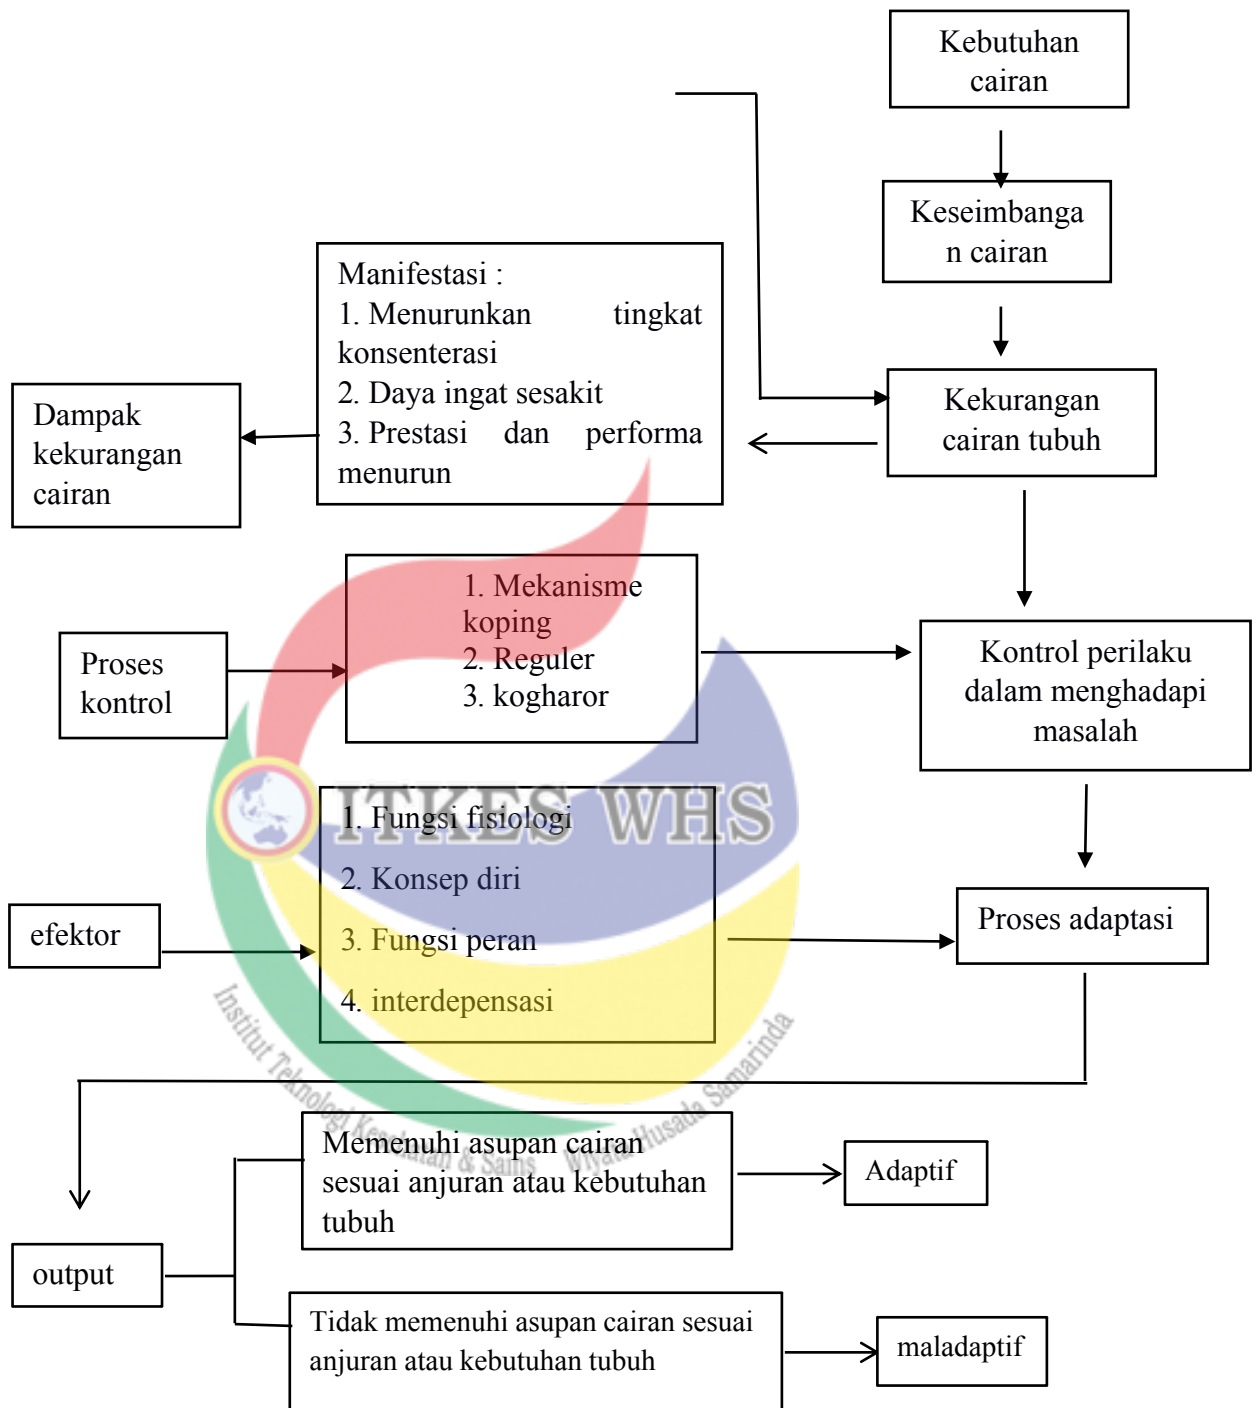 Kebutuhan
cairan
Keseimbanga
n cairan
Manifestasi :
1. Menurunkan tingkat
konsenterasi
2. Daya ingat sesakit
3. Prestasi dan performa
menurun
Dampak
kekurangan
cairan
Kekurangan
cairan tubuh
1. Mekanisme
koping
2. Reguler
3. kogharor
Proses
kontrol
Kontrol perilaku
dalam menghadapi
masalah
ITKES WHS
1. Fungsi fisiologi
2. Konsep diri
3. Fungsi peran
4. interdepensasi
efektor
Proses adaptasi
Institut Teknologi Kesehatan & Sains Wiyata Husada Samarinda
Memenuhi asupan cairan
sesuai anjuran atau kebutuhan
tubuh
Adaptif
output
Tidak memenuhi asupan cairan sesuai
anjuran atau kebutuhan tubuh
maladaptif